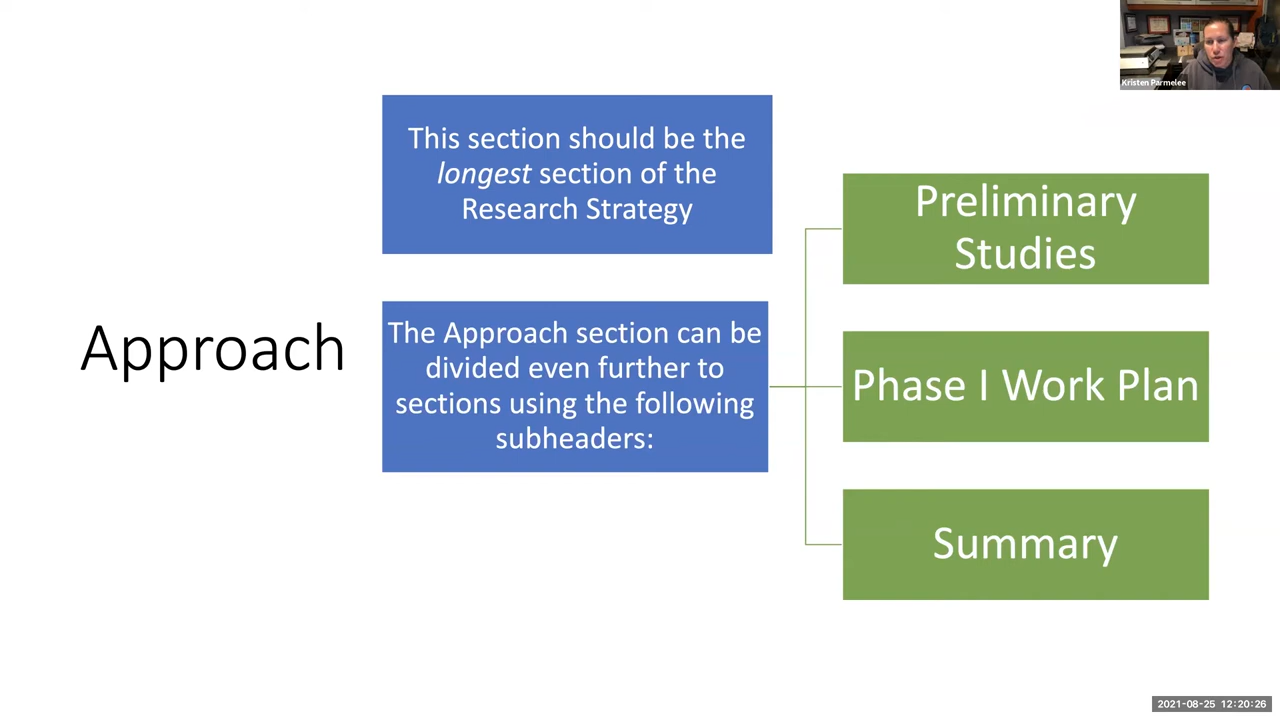 Kristen Parmelee
Approach
This section should be the
longest section of the
Research Strategy
The Approach section can be
divided even further to
sections using the following
subheaders:
Preliminary
Studies
Phase I Work Plan
Summary
2021-08-25 12:20:26